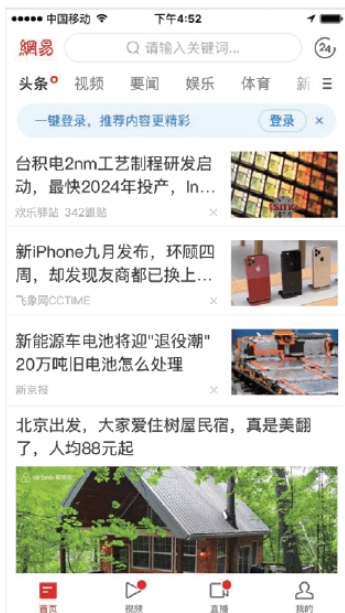 中国移动 下午4:52
網易 请输入关键词... 24
头条 视频 要闻 娱乐 体育 新
一键登录，推荐内容更精彩 登录 ×
台积电2nm工艺制程研发启
动，最快2024年投产，In...
欢乐驿站 342跟贴 ×
tsmc
新iPhone九月发布，环顾四
周，却发现友商都已换上...
飞象网CCTIME ×
新能源车电池将迎"退役潮"
20万吨旧电池怎么处理
新京报 ×
北京出发，大家爱住树屋民宿，真是美翻
了，人均88元起
airbnb
首页 视频 直播 我的